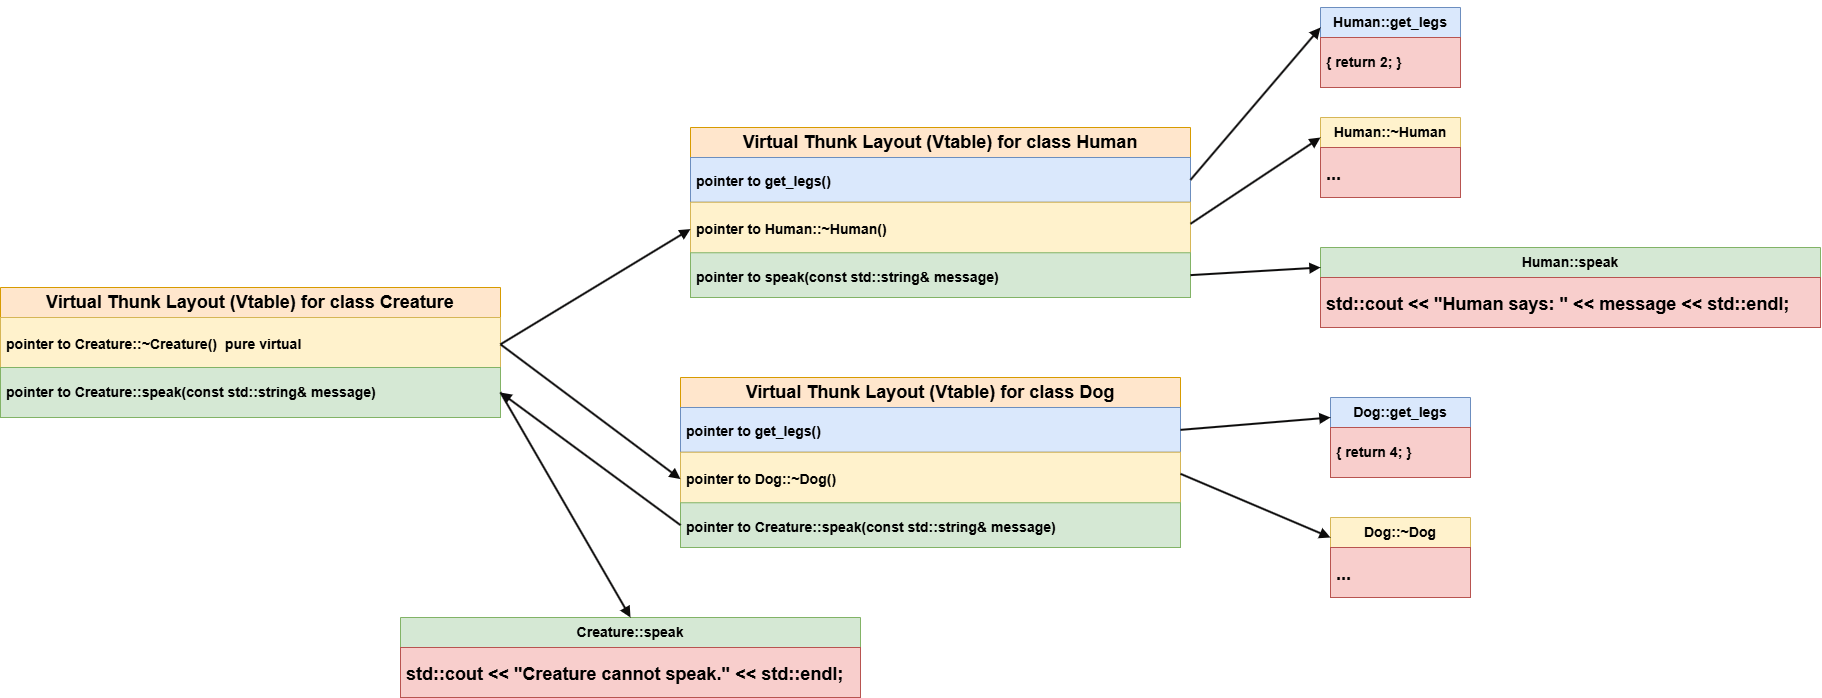 Human::get_legs
{ return 2; }
Human::~Human
...
Virtual Thunk Layout (Vtable) for class Human
pointer to get_legs()
pointer to Human::~Human()
pointer to speak(const std::string& message)
Human::speak
std::cout << "Human says: " << message << std::endl;
Virtual Thunk Layout (Vtable) for class Creature
pointer to Creature::~Creature()  pure virtual
pointer to Creature::speak(const std::string& message)
Virtual Thunk Layout (Vtable) for class Dog
pointer to get_legs()
pointer to Dog::~Dog()
pointer to Creature::speak(const std::string& message)
Dog::get_legs
{ return 4; }
Dog::~Dog
...
Creature::speak
std::cout << "Creature cannot speak." << std::endl;